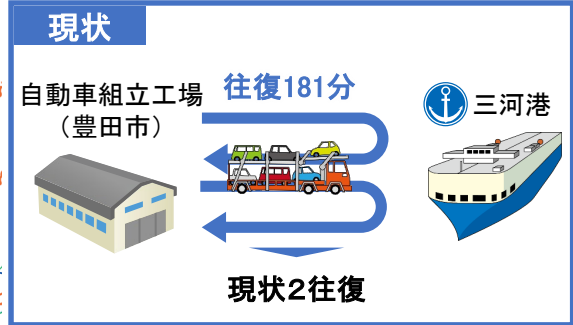 現状
自動車組立工場
（豊田市）
往復181分
三河港
現状2往復